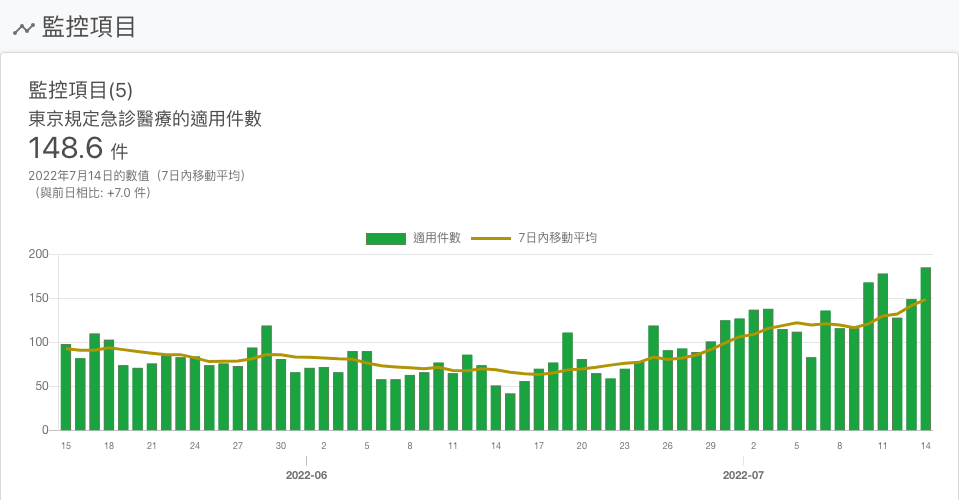 監控項目
監控項目(5)
東京規定急診醫療的適用件數
148.6 件
2022年7月14日的數值（7日內移動平均）
（與前日相比: +7.0 件）
適用件數 7日內移動平均
200
150
100
50
0
15 18 21 24 27 30 2 5 8 11 14 17 20 23 26 29 2 5 8 11 14
2022-06 2022-07